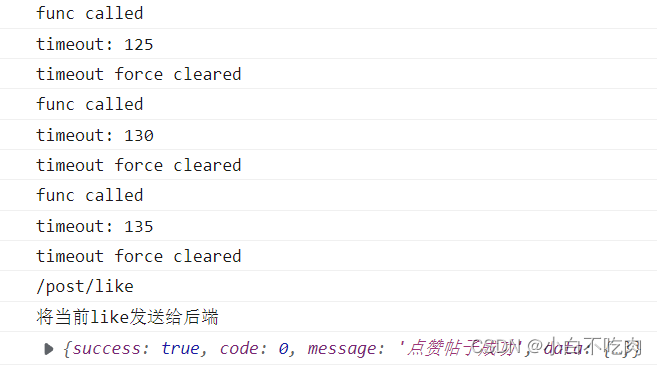 func called
timeout: 125
timeout force cleared
func called
timeout: 130
timeout force cleared
func called
timeout: 135
timeout force cleared
/post/like
将当前like发送给后端
▶ {success: true, code: 0, message: '点赞帖子成功', data: {…}}
CSDN @小白不吃肉